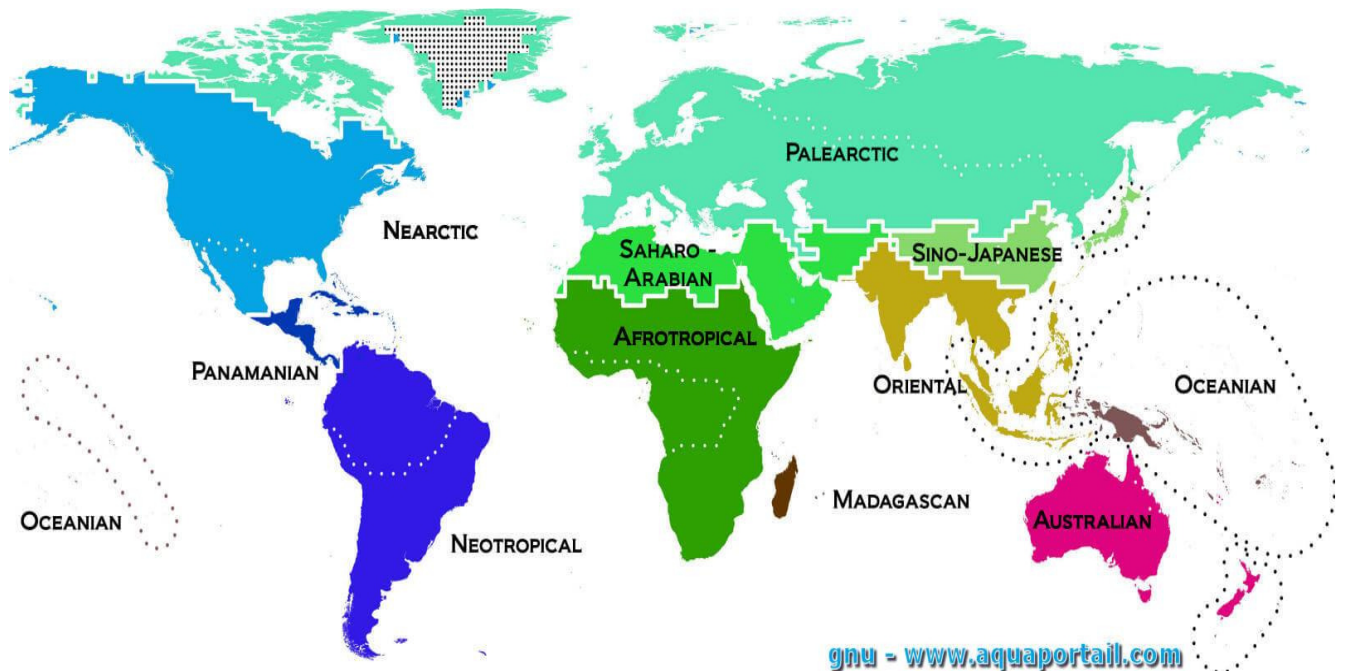 PALEARCTIC
NEARCTIC
SAHARO -
ARABIAN
SINO-JAPANESE
AFROTROPICAL
PANAMANIAN
ORIENTAL
OCEANIAN
OCEANIAN
MADAGASCAN
AUSTRALIAN
NEOTROPICAL
gnu - www.aquaportail.com